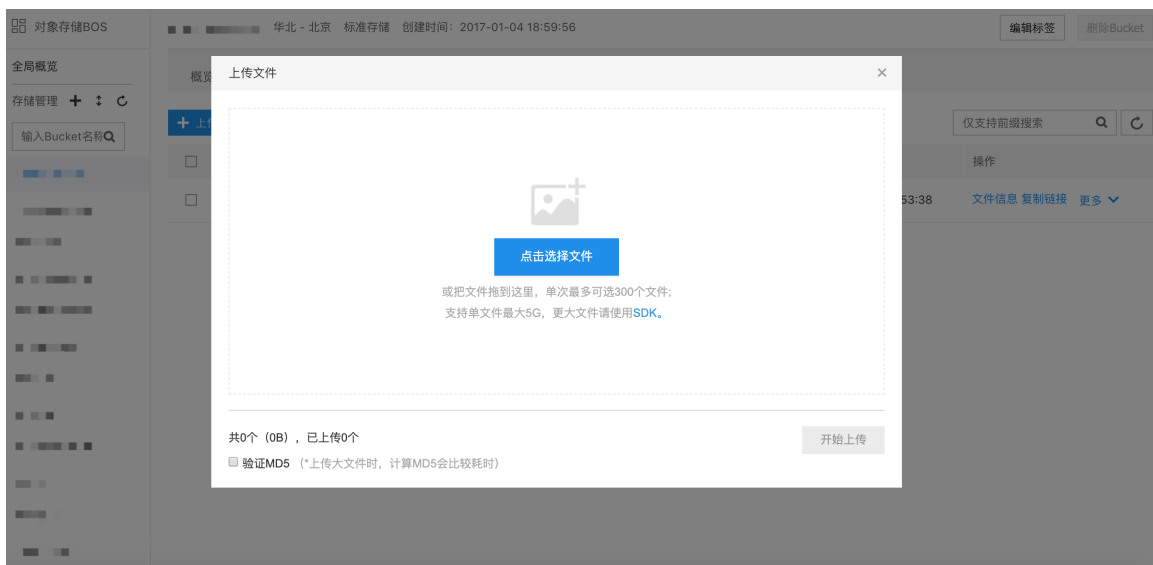 对象存储BOS
华北 - 北京 标准存储 创建时间：2017-01-04 18:59:56
编辑标签
删除Bucket
全局概览
概览
上传文件
存储管理
输入Bucket名称
仅支持前缀搜索
操作
53:38
文件信息 复制链接 更多
点击选择文件
或把文件拖到这里，单次最多可选300个文件;
支持单文件最大5G，更大文件请使用SDK。
共0个（0B），已上传0个
开始上传
验证MD5 （*上传大文件时，计算MD5会比较耗时）